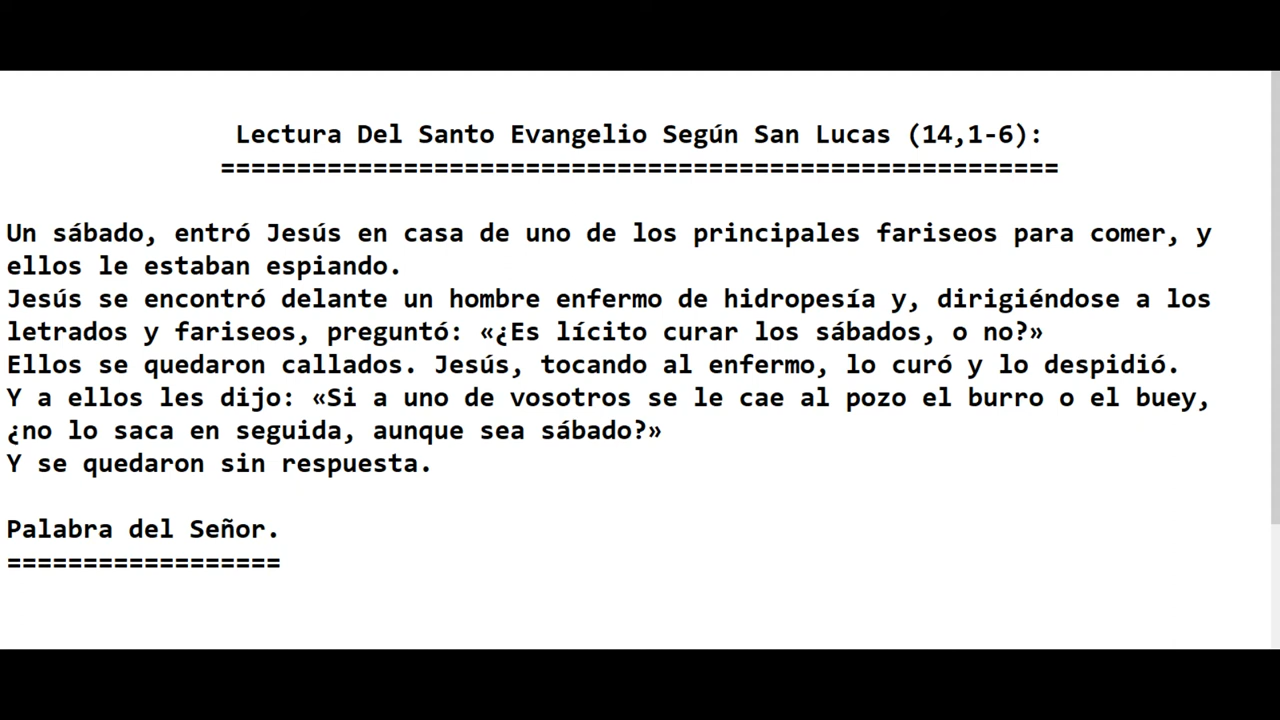 Lectura Del Santo Evangelio Según San Lucas (14,1-6):
=======================================================
Un sábado, entró Jesús en casa de uno de los principales fariseos para comer, y
ellos le estaban espiando.
Jesús se encontró delante un hombre enfermo de hidropesía y, dirigiéndose a los
letrados y fariseos, preguntó: «¿Es lícito curar los sábados, o no?»
Ellos se quedaron callados. Jesús, tocando al enfermo, lo curó y lo despidió.
Y a ellos les dijo: «Si a uno de vosotros se le cae al pozo el burro o el buey,
¿no lo saca en seguida, aunque sea sábado?»
Y se quedaron sin respuesta.
Palabra del Señor.
==================